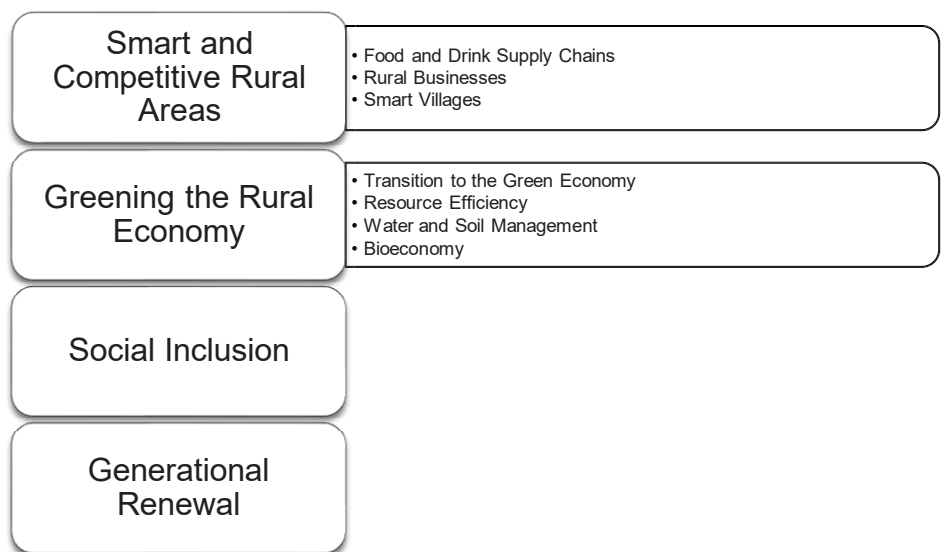 Smart and
Competitive Rural
Areas
• Food and Drink Supply Chains
• Rural Businesses
• Smart Villages
Greening the Rural
Economy
• Transition to the Green Economy
• Resource Efficiency
• Water and Soil Management
• Bioeconomy
Social Inclusion
Generational
Renewal